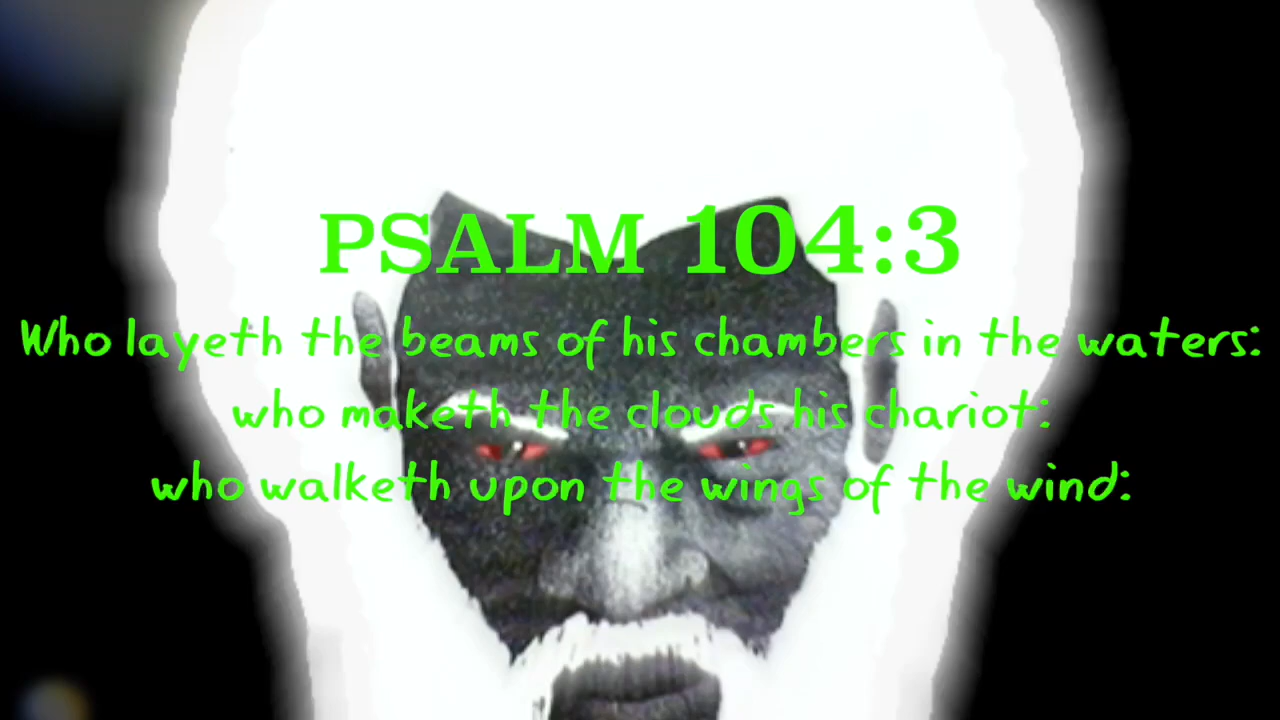 PSALM 104:3
Who layeth the beams of his chambers in the waters:
who maketh the clouds his chariot:
who walketh upon the wings of the wind: